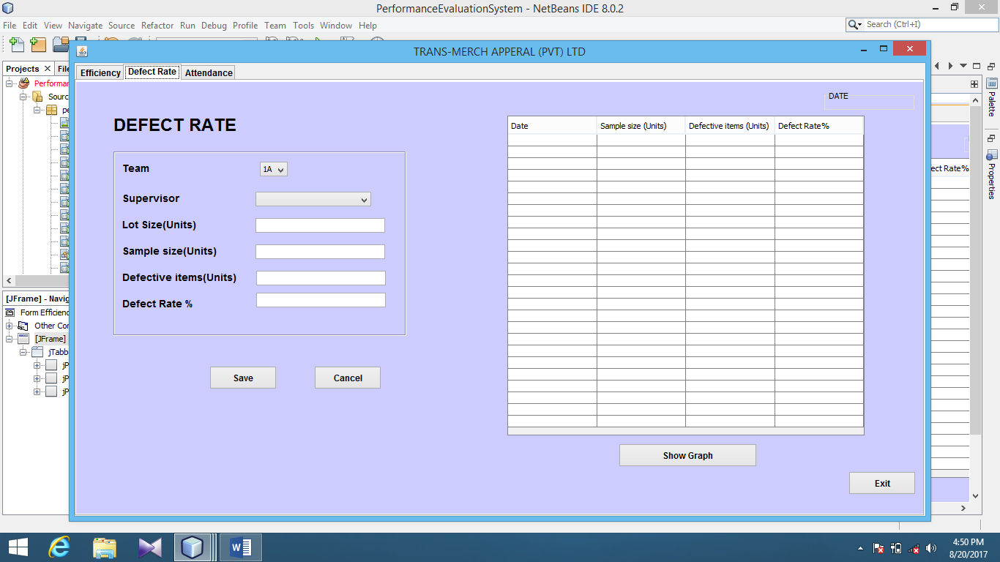 PerformanceEvaluationSystem - NetBeans IDE 8.0.2
File Edit View Navigate Source Refactor Run Debug Profile Team Tools Window Help
Search (Ctrl+I)
TRANS-MERCH APPERAL (PVT) LTD
Projects
File
Efficiency Defect Rate Attendance
Performan
Sourc
pe
DATE
DEFECT RATE
Team
1A
Supervisor
Lot Size(Units)
Sample size(Units)
Defective items(Units)
Defect Rate %
Save
Cancel
Date Sample size (Units) Defective items (Units) Defect Rate%
Show Graph
Exit
Palette
Properties
ect Rate%
[JFrame] - Navig
Form Efficienc
Other Cor
[JFrame]
jTabb
jP
jP
jP
4:50 PM
8/20/2017